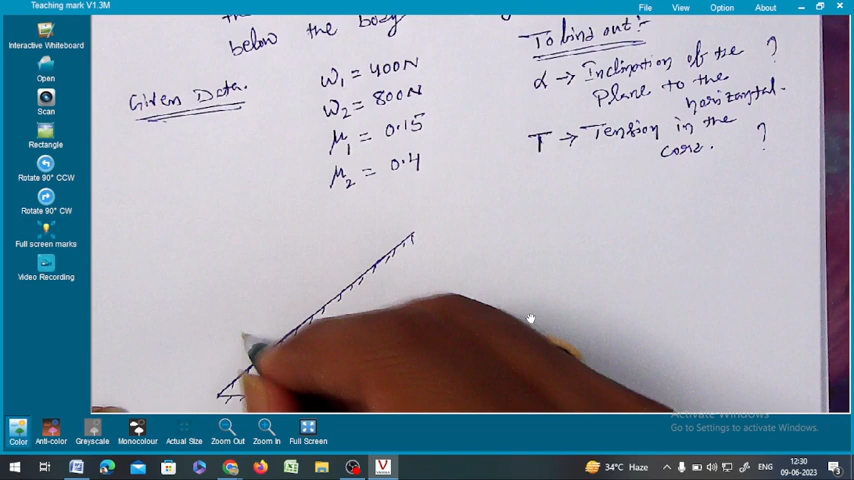 Teaching mark V1.3M
File View Option About
Interactive Whiteboard
Open
Scan
Rectangle
Rotate 90° CCW
Rotate 90° CW
Full screen marks
Video Recording
below the body
Given Data.
W1 = 400N
W2 = 800N
μ1 = 0.15
μ2 = 0.4
To find out:-
α → Inclination of the ?
Plane to the
horizontal.
T → Tension in the
cord. ?
Activate Windows
Go to Settings to activate Windows.
Color Anti-color Greyscale Monocolour Actual Size Zoom Out Zoom In Full Screen
34°C Haze
ENG
12:30
09-06-2023
3